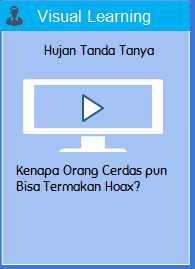 Visual Learning
Hujan Tanda Tanya
Kenapa Orang Cerdas pun
Bisa Termakan Hoax?